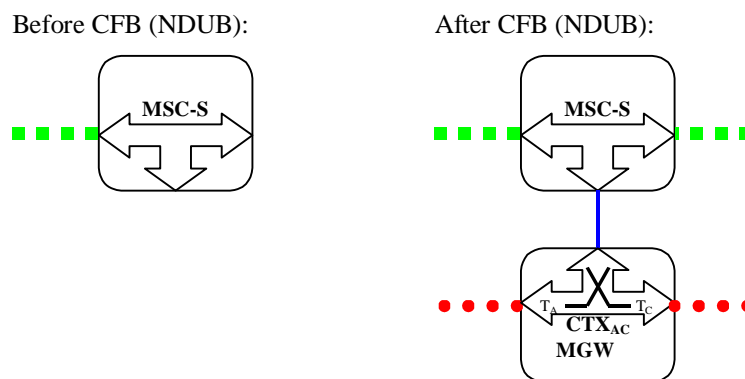 Before CFB (NDUB):
After CFB (NDUB):
MSC-S
MSC-S
TA TC
CTXAC
MGW